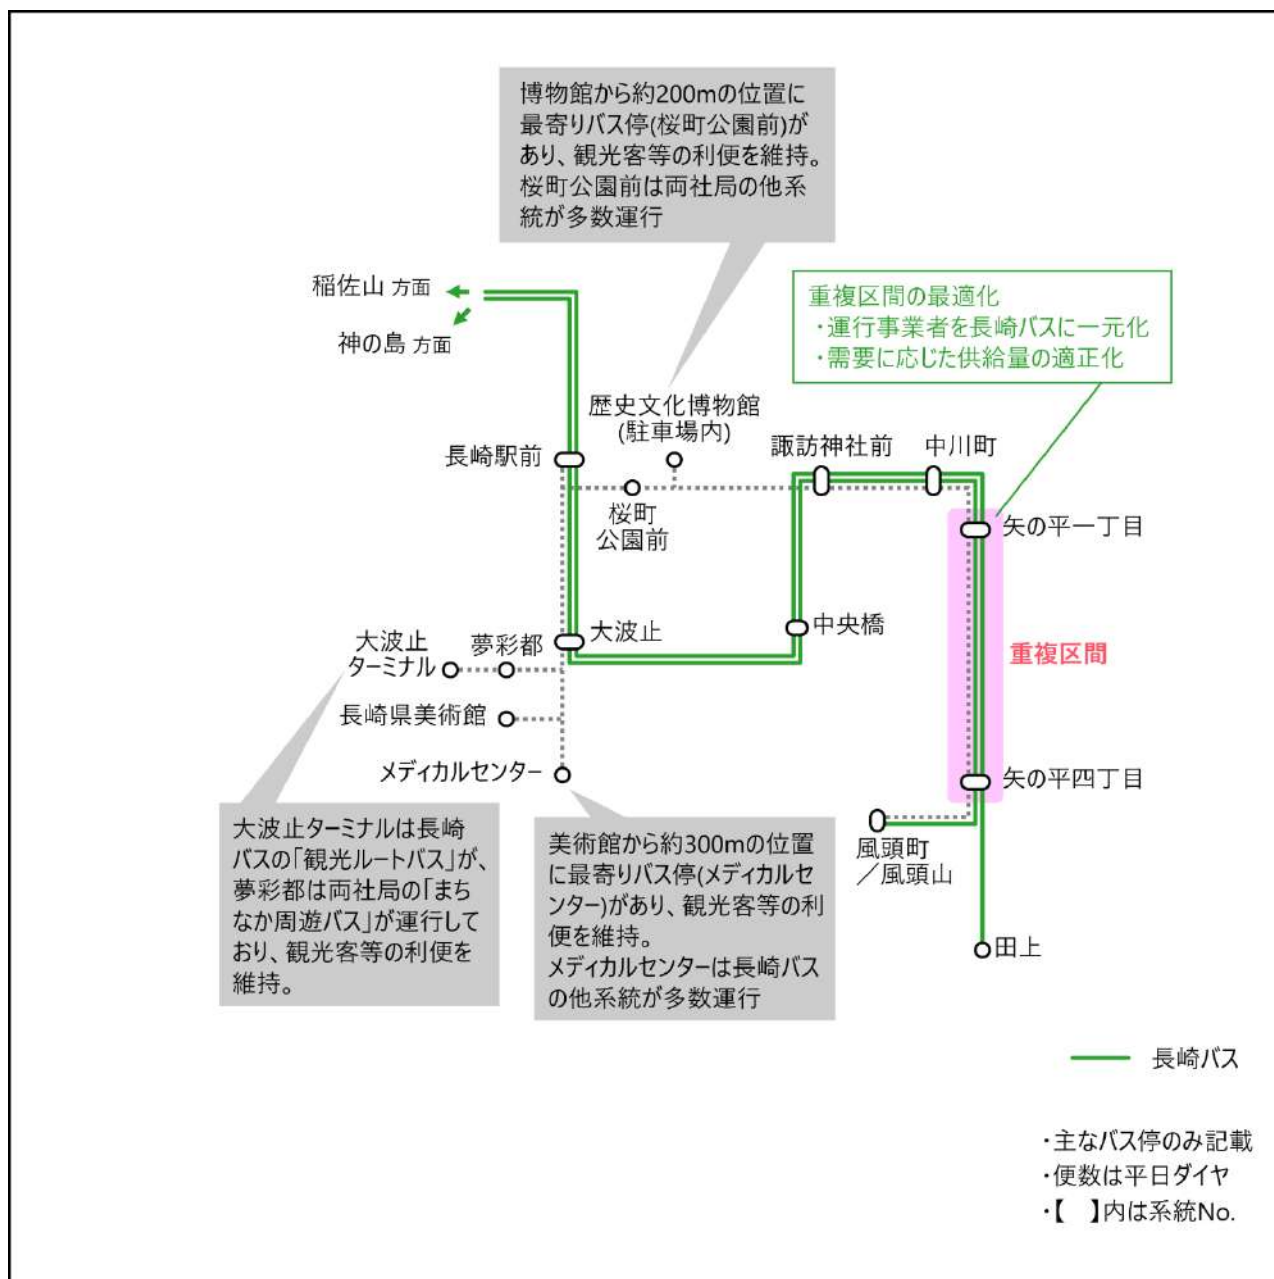 博物館から約200mの位置に
最寄りバス停(桜町公園前)が
あり、観光客等の利便を維持。
桜町公園前は両社局の他系
統が多数運行
稲佐山 方面
神の島 方面
重複区間の最適化
・運行事業者を長崎バスに一元化
・需要に応じた供給量の適正化
歴史文化博物館
(駐車場内)
長崎駅前
諏訪神社前
中川町
桜町
公園前
矢の平一丁目
大波止
ターミナル
夢彩都
大波止
中央橋
重複区間
長崎県美術館
メディカルセンター
矢の平四丁目
大波止ターミナルは長崎
バスの「観光ルートバス」が、
夢彩都は両社局の「まち
なか周遊バス」が運行して
おり、観光客等の利便を
維持。
美術館から約300mの位置
に最寄りバス停(メディカルセ
ンター)があり、観光客等の利
便を維持。
メディカルセンターは長崎バス
の他系統が多数運行
風頭町
／風頭山
田上
長崎バス
・主なバス停のみ記載
・便数は平日ダイヤ
・【　】内は系統No.